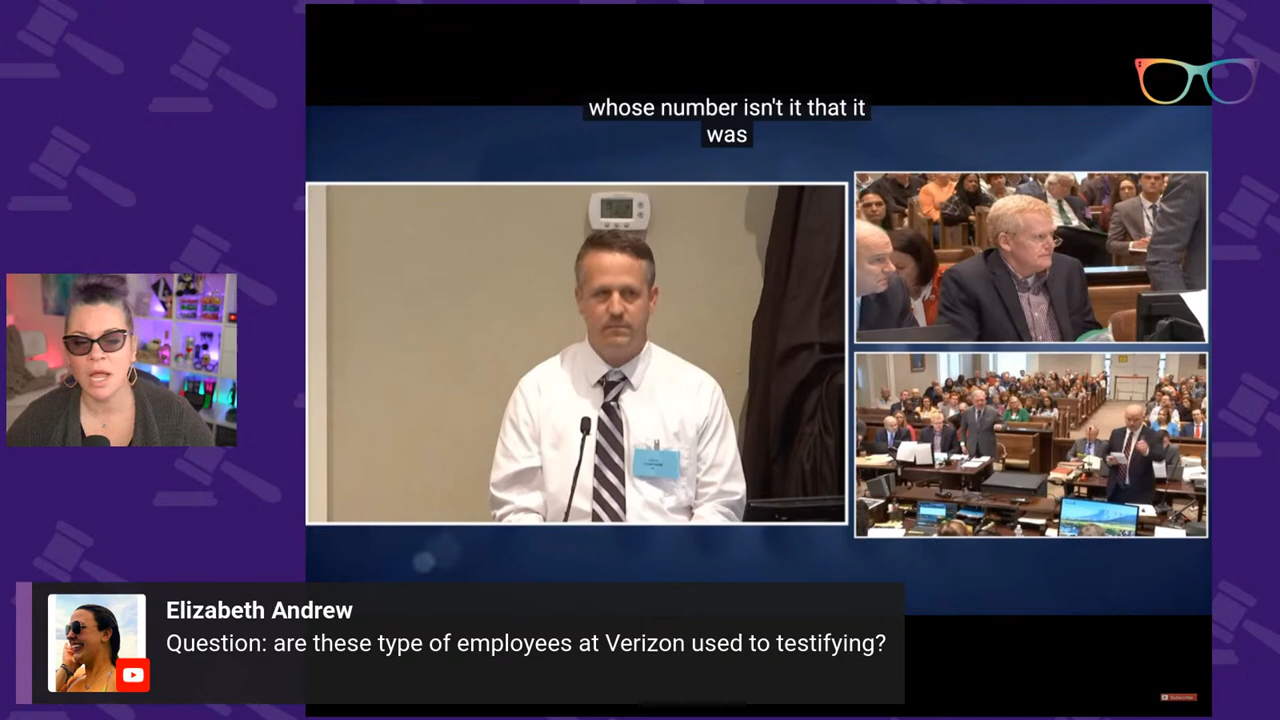 whose number isn't it that it
was
Elizabeth Andrew
Question: are these type of employees at Verizon used to testifying?
Subscribe